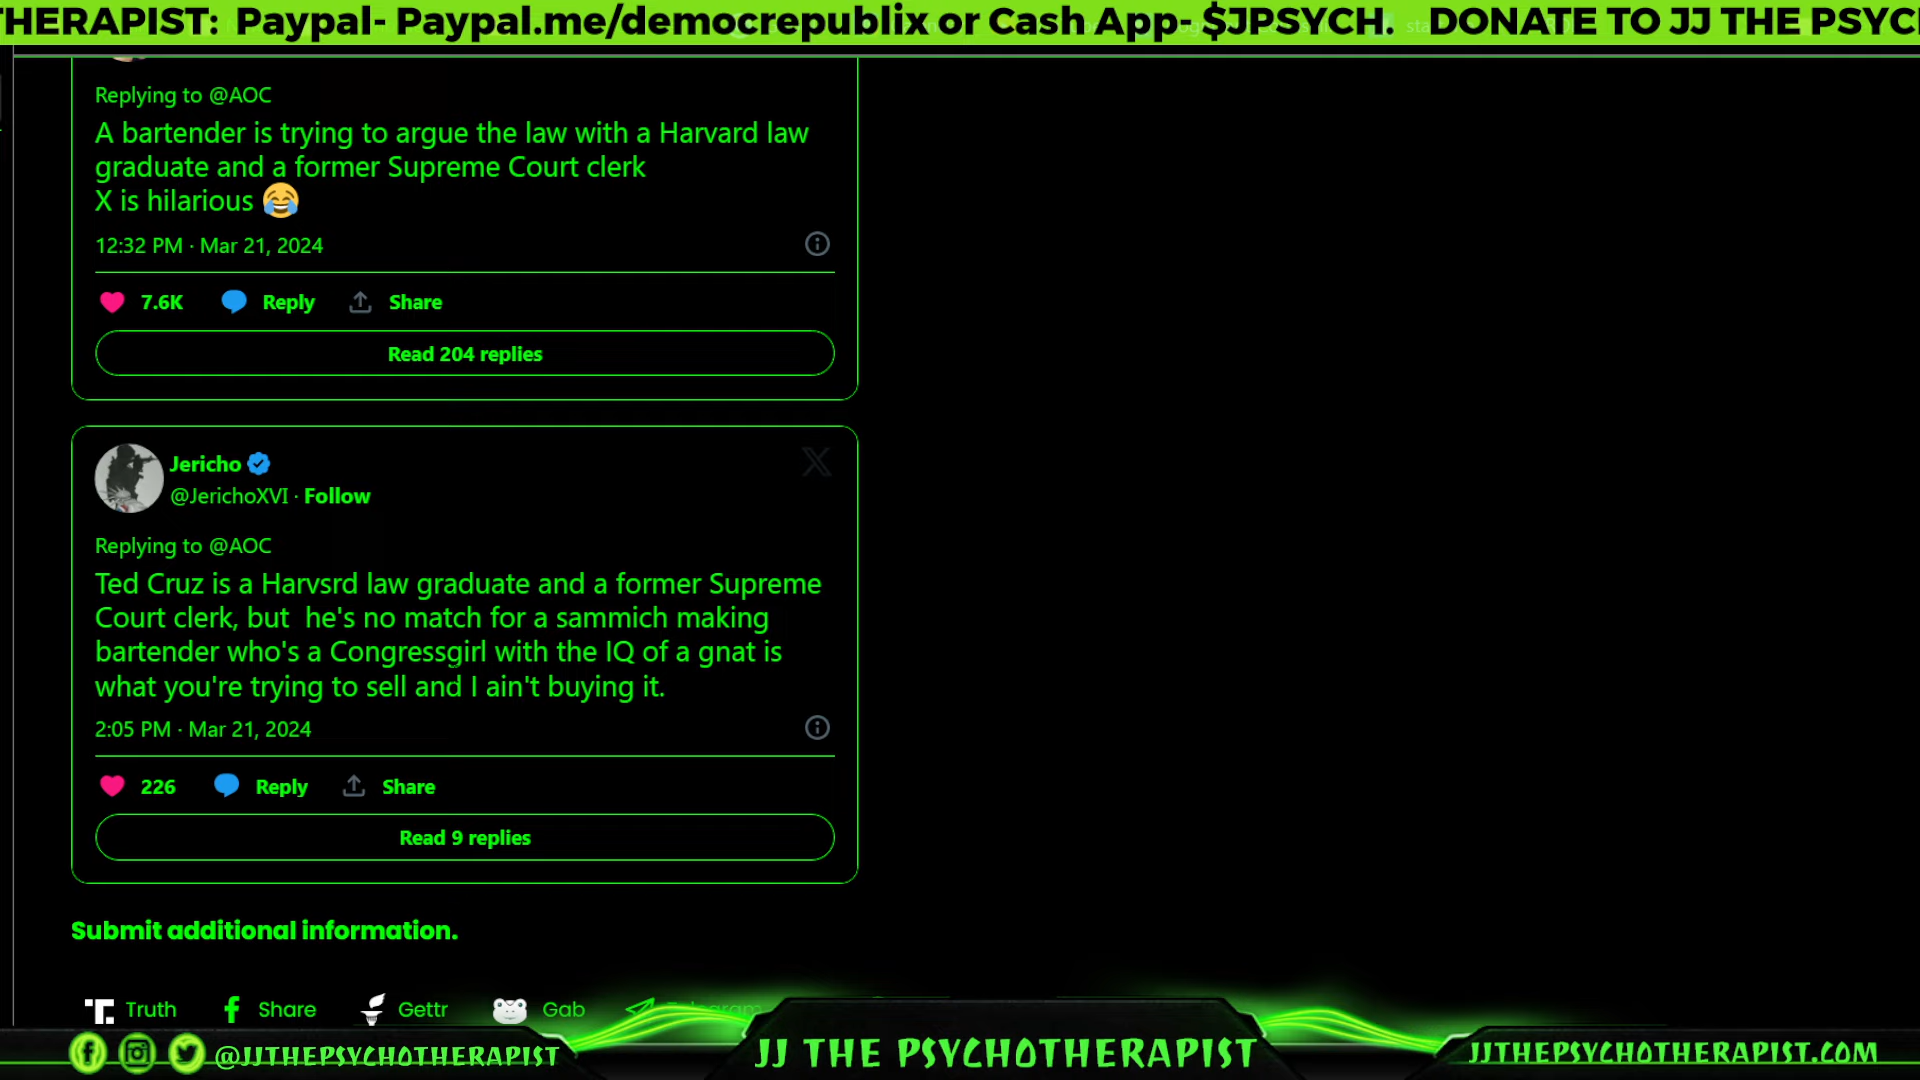 THERAPIST: Paypal- Paypal.me/democrepublix or Cash App- $JPSYCH. DONATE TO JJ THE PSYC
Replying to @AOC
A bartender is trying to argue the law with a Harvard law
graduate and a former Supreme Court clerk
X is hilarious 😂
12:32 PM · Mar 21, 2024
7.6K Reply Share
Read 204 replies
Jericho
@JerichoXVI · Follow
Replying to @AOC
Ted Cruz is a Harvsrd law graduate and a former Supreme
Court clerk, but he's no match for a sammich making
bartender who's a Congressgirl with the IQ of a gnat is
what you're trying to sell and I ain't buying it.
2:05 PM · Mar 21, 2024
226 Reply Share
Read 9 replies
Submit additional information.
Truth Share Gettr Gab Telegram
@JJTHEPSYCHOTHERAPIST JJ THE PSYCHOTHERAPIST JJTHEPSYCHOTHERAPIST.COM